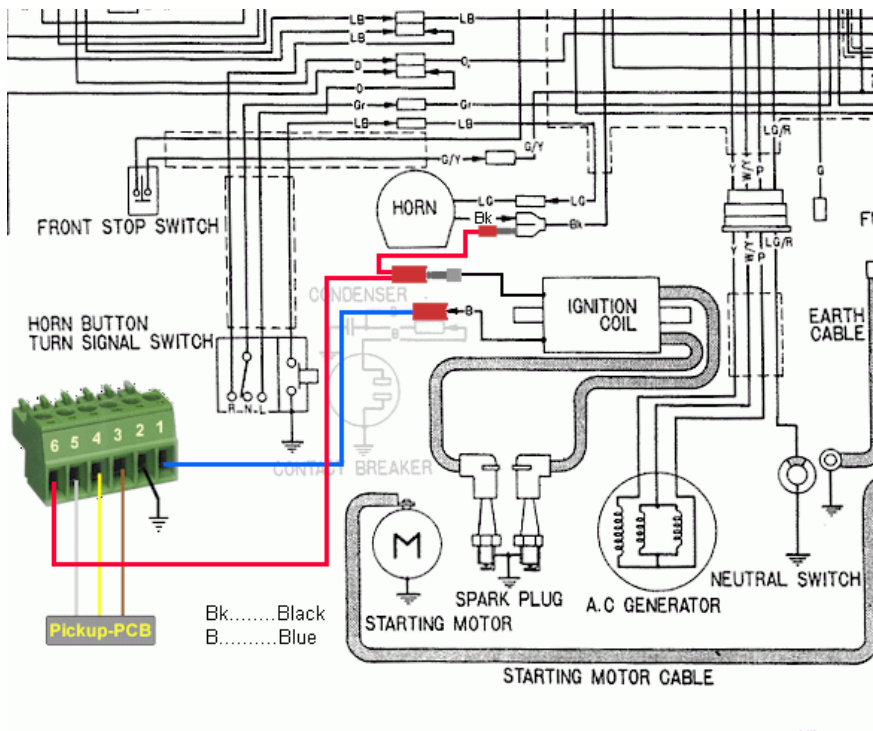 LB
LB
LB
LB
O
O
O
Gr
Gr
LB
LB
G/Y
G/Y
LG/R
Y
W/Y
P
G
FRONT STOP SWITCH
HORN
LG
LG
Bk
Bk
Y
W/Y
P
LG/R
CONDENSER
IGNITION
COIL
B
B
B
EARTH
CABLE
HORN BUTTON
TURN SIGNAL SWITCH
R
N
L
6
5
4
3
2
1
CONTACT BREAKER
M
SPARK PLUG
STARTING MOTOR
A.C GENERATOR
NEUTRAL SWITCH
Pickup-PCB
Bk........Black
B..........Blue
STARTING MOTOR CABLE